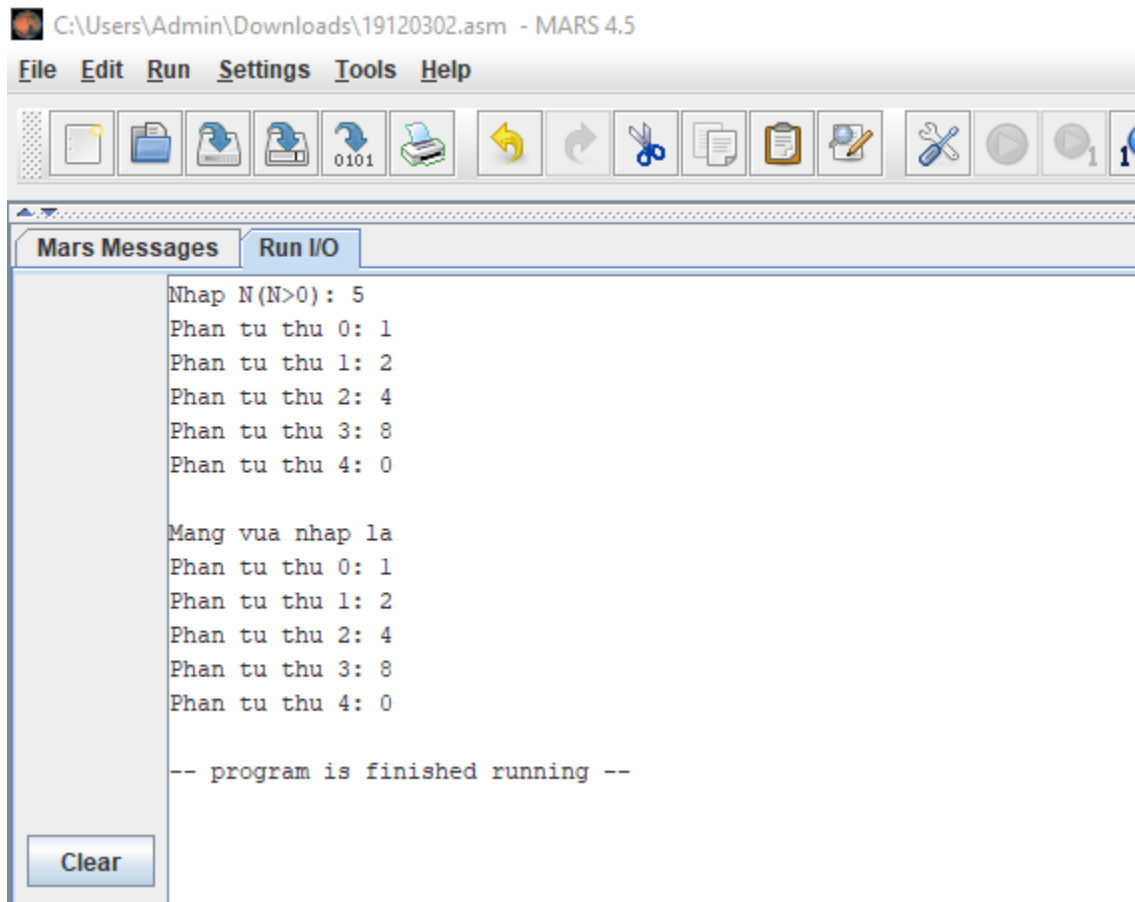 C:\Users\Admin\Downloads\19120302.asm - MARS 4.5
File Edit Run Settings Tools Help
0101
1
1
Mars Messages Run I/O
Nhap N(N>0): 5
Phan tu thu 0: 1
Phan tu thu 1: 2
Phan tu thu 2: 4
Phan tu thu 3: 8
Phan tu thu 4: 0
Mang vua nhap la
Phan tu thu 0: 1
Phan tu thu 1: 2
Phan tu thu 2: 4
Phan tu thu 3: 8
Phan tu thu 4: 0
-- program is finished running --
Clear